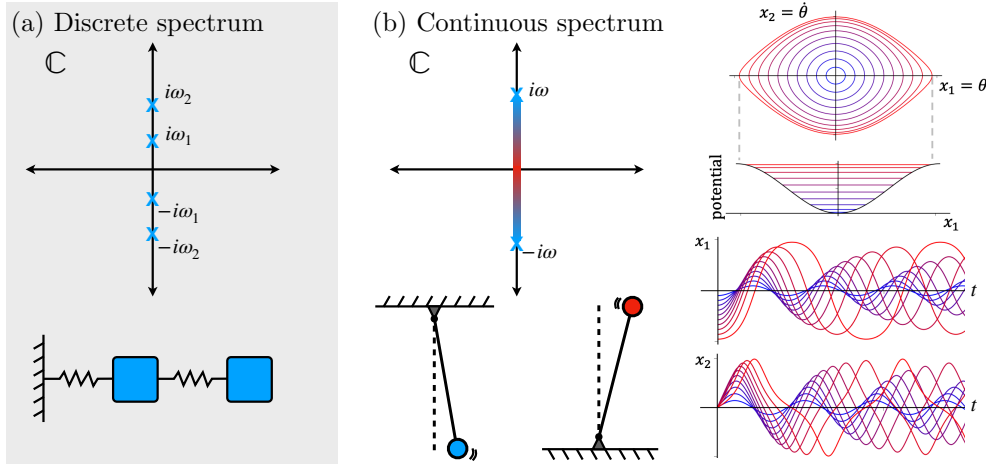 (a) Discrete spectrum
ℂ
iω₂
iω₁
−iω₁
−iω₂
(b) Continuous spectrum
ℂ
iω
−iω
x₂ = θ̇
x₁ = θ
potential
x₁
x₁
t
x₂
t